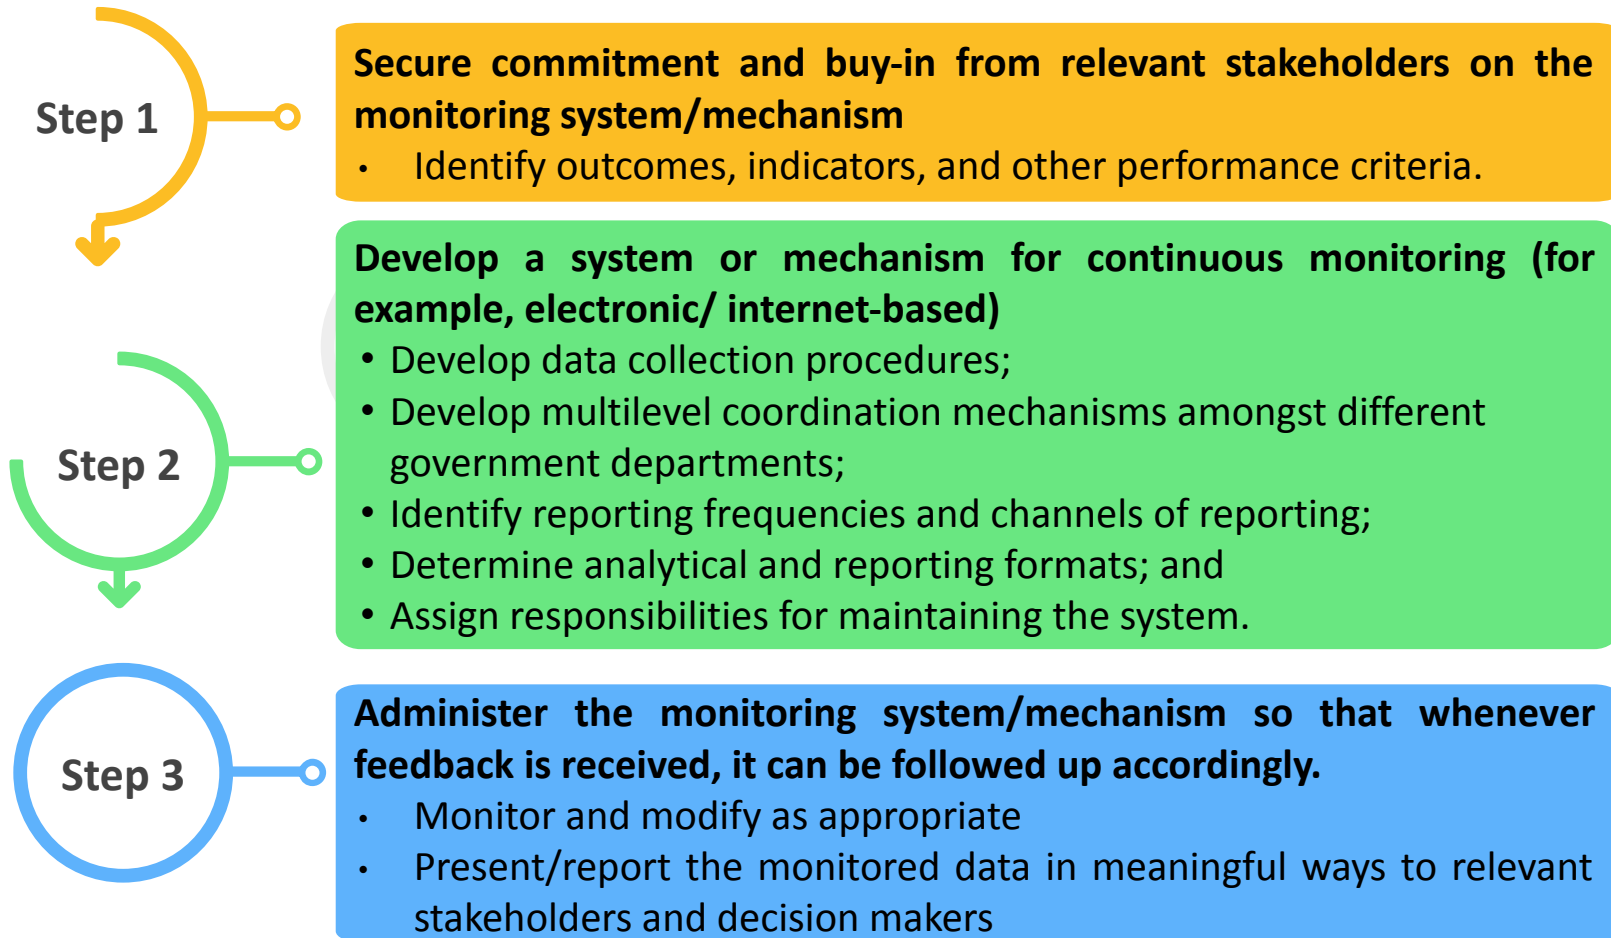 Step 1
Secure commitment and buy-in from relevant stakeholders on the
monitoring system/mechanism
• Identify outcomes, indicators, and other performance criteria.
Step 2
Develop a system or mechanism for continuous monitoring (for
example, electronic/ internet-based)
• Develop data collection procedures;
• Develop multilevel coordination mechanisms amongst different
government departments;
• Identify reporting frequencies and channels of reporting;
• Determine analytical and reporting formats; and
• Assign responsibilities for maintaining the system.
Step 3
Administer the monitoring system/mechanism so that whenever
feedback is received, it can be followed up accordingly.
• Monitor and modify as appropriate
• Present/report the monitored data in meaningful ways to relevant
stakeholders and decision makers